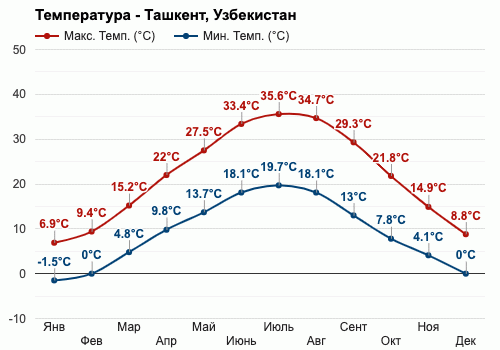 Температура - Ташкент, Узбекистан
Макс. Темп. (°C) Мин. Темп. (°C)
50
40
30
20
10
0
-10
6.9°C 9.4°C 15.2°C 22°C 27.5°C 33.4°C 35.6°C 34.7°C 29.3°C 21.8°C 14.9°C 8.8°C
-1.5°C 0°C 4.8°C 9.8°C 13.7°C 18.1°C 19.7°C 18.1°C 13°C 7.8°C 4.1°C 0°C
Янв Мар Май Июль Сент Ноя
Фев Апр Июнь Авг Окт Дек